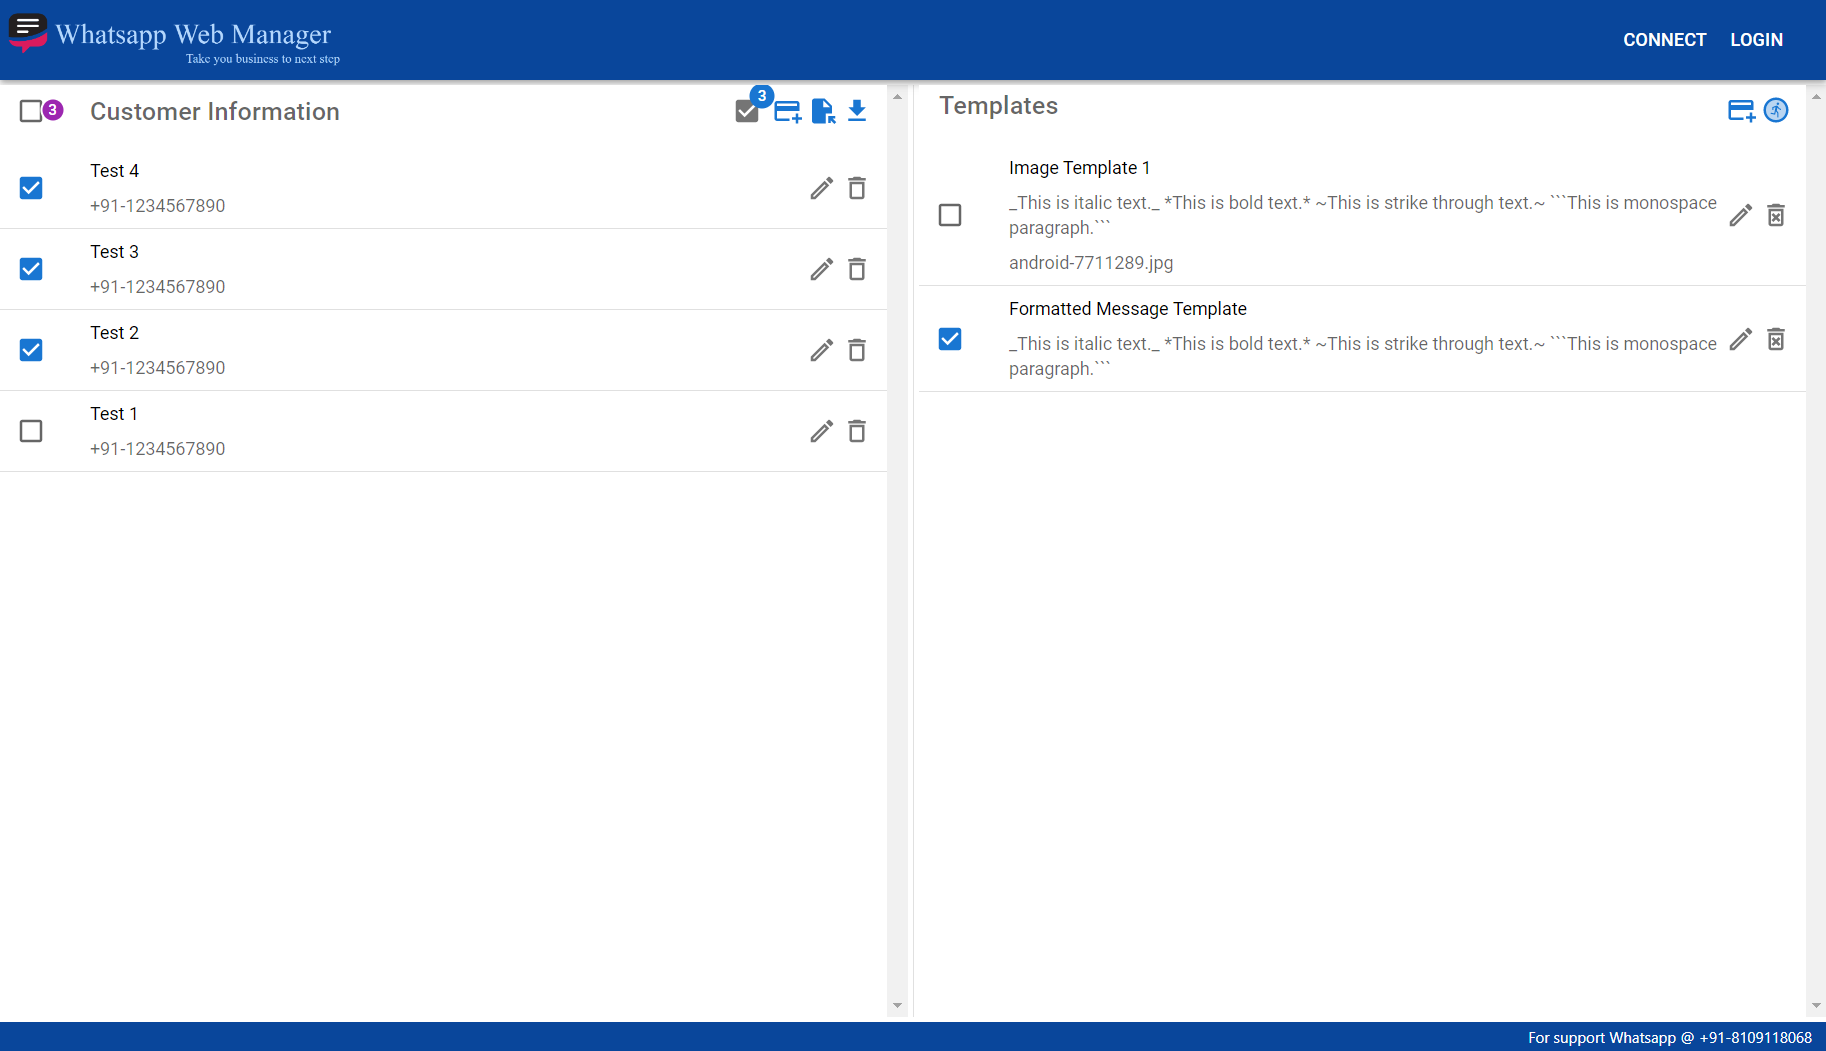 Whatsapp Web Manager
Take you business to next step
CONNECT LOGIN
3 Customer Information 3
Test 4
+91-1234567890
Test 3
+91-1234567890
Test 2
+91-1234567890
Test 1
+91-1234567890
Templates
Image Template 1
_This is italic text._ *This is bold text.* ~This is strike through text.~ ```This is monospace
paragraph.```
android-7711289.jpg
Formatted Message Template
_This is italic text._ *This is bold text.* ~This is strike through text.~ ```This is monospace
paragraph.```
For support Whatsapp @ +91-8109118068